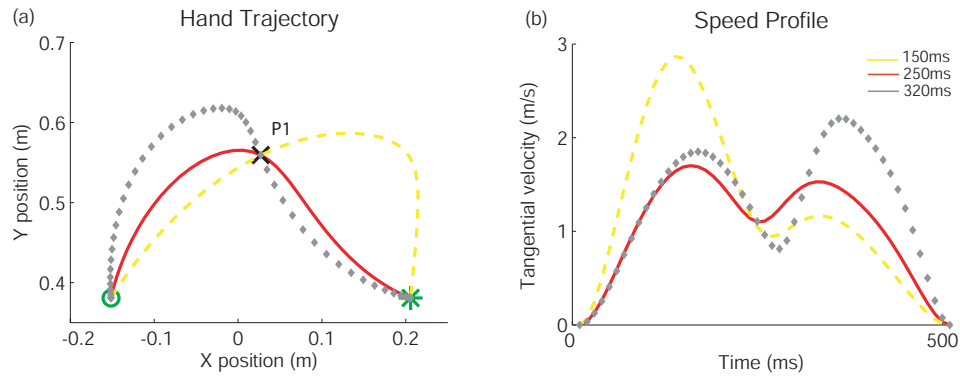 (a)
Hand Trajectory
0.7
0.6
0.5
0.4
Y position (m)
P1
-0.2
-0.1
0
0.1
0.2
X position (m)
(b)
Speed Profile
3
2
1
0
Tangential velocity (m/s)
150ms
250ms
320ms
0
500
Time (ms)